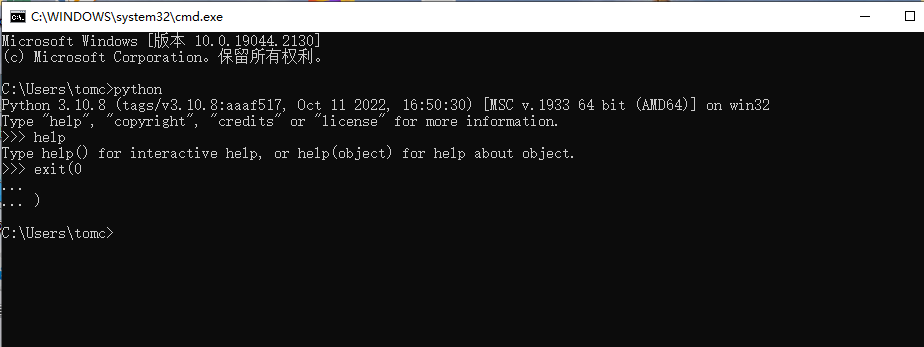 C:\WINDOWS\system32\cmd.exe
Microsoft Windows [版本 10.0.19044.2130]
(c) Microsoft Corporation。保留所有权利。
C:\Users\tomc>python
Python 3.10.8 (tags/v3.10.8:aaaf517, Oct 11 2022, 16:50:30) [MSC v.1933 64 bit (AMD64)] on win32
Type "help", "copyright", "credits" or "license" for more information.
>>> help
Type help() for interactive help, or help(object) for help about object.
>>> exit(0
...
... )
C:\Users\tomc>